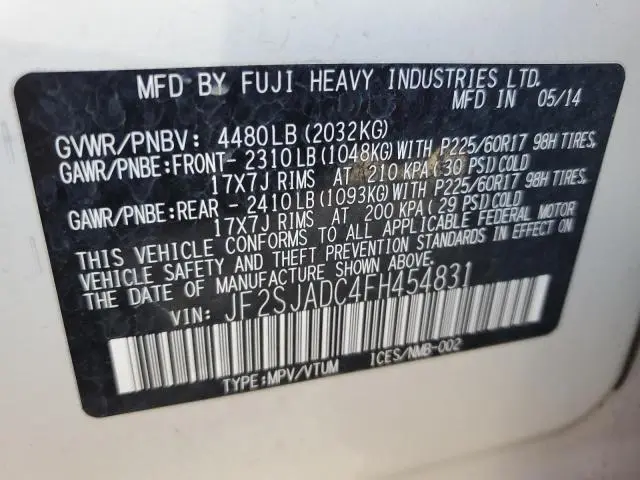 MFD BY FUJI HEAVY INDUSTRIES LTD.
MFD IN 05/14
GVWR/PNBV: 4480LB(2032KG)
GAWR/PNBE:FRONT- 2310LB(1048KG)WITH P225/60R17 98H TIRES,
17X7J RIMS AT 210 KPA(30 PSI)COLD
GAWR/PNBE:REAR - 2410LB(1093KG)WITH P225/60R17 98H TIRES,
17X7J RIMS AT 200 KPA(29 PSI)COLD
THIS VEHICLE CONFORMS TO ALL APPLICABLE FEDERAL MOTOR
VEHICLE SAFETY AND THEFT PREVENTION STANDARDS IN EFFECT ON THE
DATE OF MANUFACTURE SHOWN ABOVE.
VIN: JF2SJADC4FH454831
TYPE:MPV/VTUM ICES/NMB-002